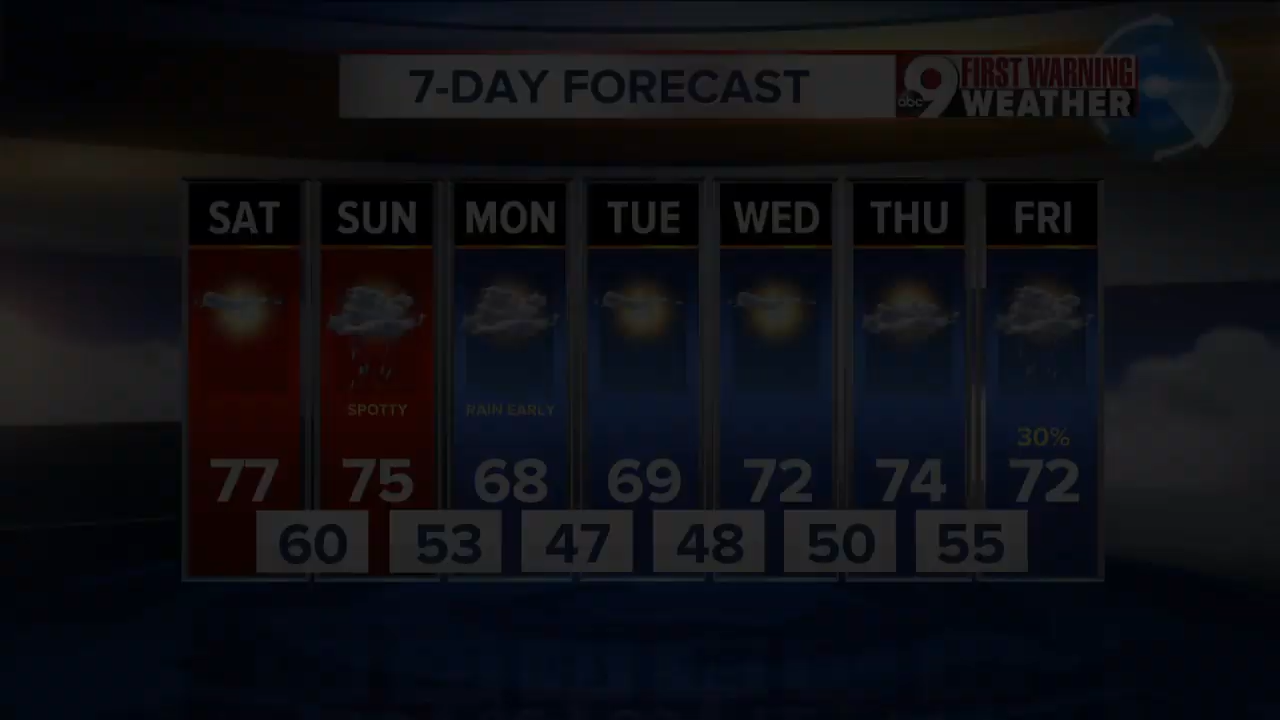 7-DAY FORECAST
abc 9 FIRST WARNING
WEATHER
SAT SUN MON TUE WED THU FRI
SPOTTY RAIN EARLY
30%
77 75 68 69 72 74 72
60 53 47 48 50 55